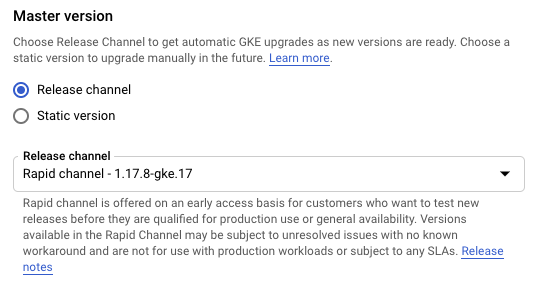 Master version
Choose Release Channel to get automatic GKE upgrades as new versions are ready. Choose a
static version to upgrade manually in the future. Learn more.
Release channel
Static version
Release channel
Rapid channel - 1.17.8-gke.17
Rapid channel is offered on an early access basis for customers who want to test new
releases before they are qualified for production use or general availability. Versions
available in the Rapid Channel may be subject to unresolved issues with no known
workaround and are not for use with production workloads or subject to any SLAs. Release
notes